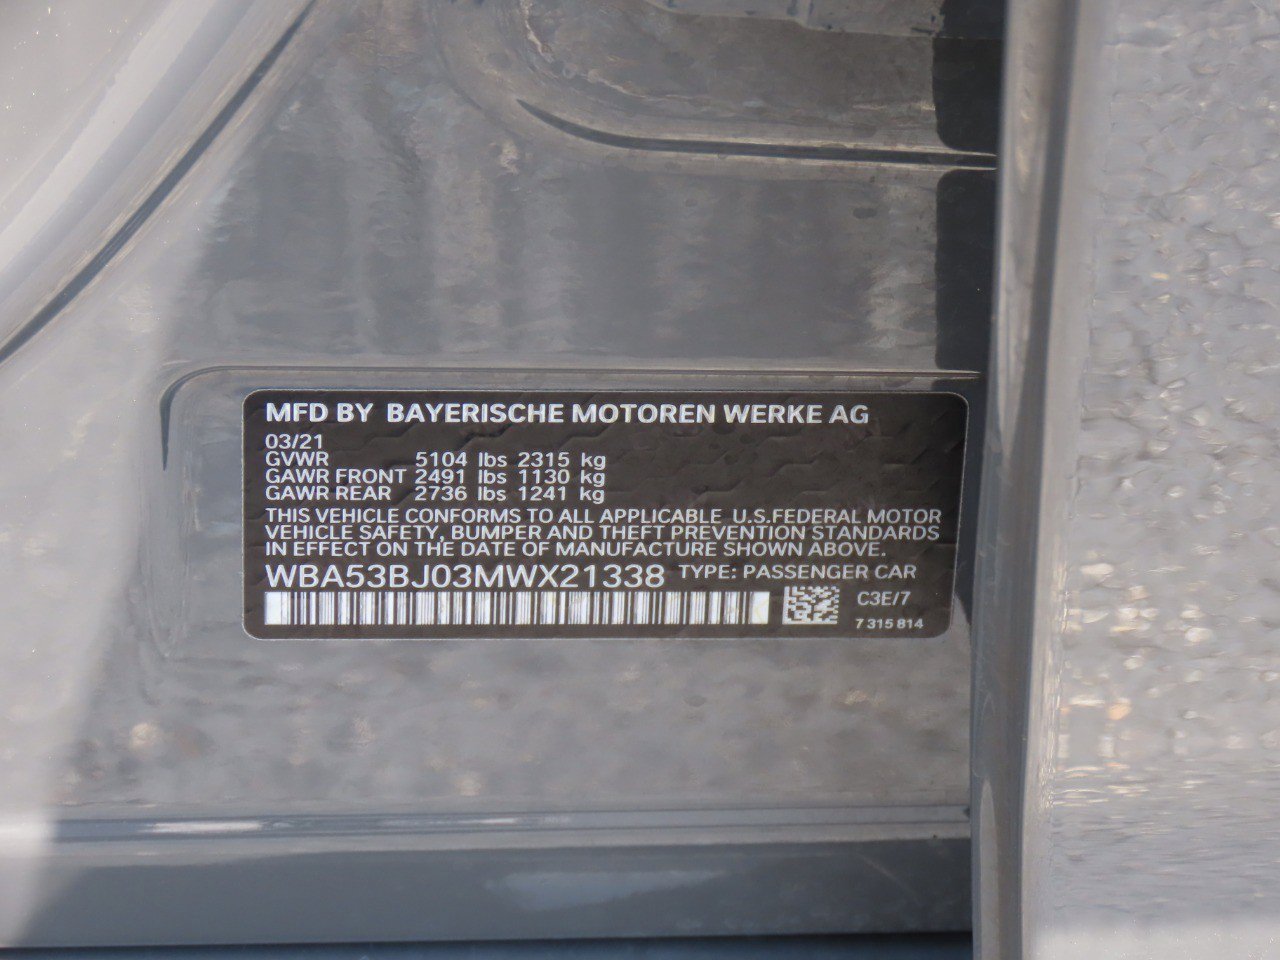 MFD BY BAYERISCHE MOTOREN WERKE AG
03/21
GVWR 5104 lbs 2315 kg
GAWR FRONT 2491 lbs 1130 kg
GAWR REAR 2736 lbs 1241 kg
THIS VEHICLE CONFORMS TO ALL APPLICABLE U.S.FEDERAL MOTOR
VEHICLE SAFETY, BUMPER AND THEFT PREVENTION STANDARDS
IN EFFECT ON THE DATE OF MANUFACTURE SHOWN ABOVE.
WBA53BJ03MWX21338 TYPE: PASSENGER CAR
C3E/7
7 315 814